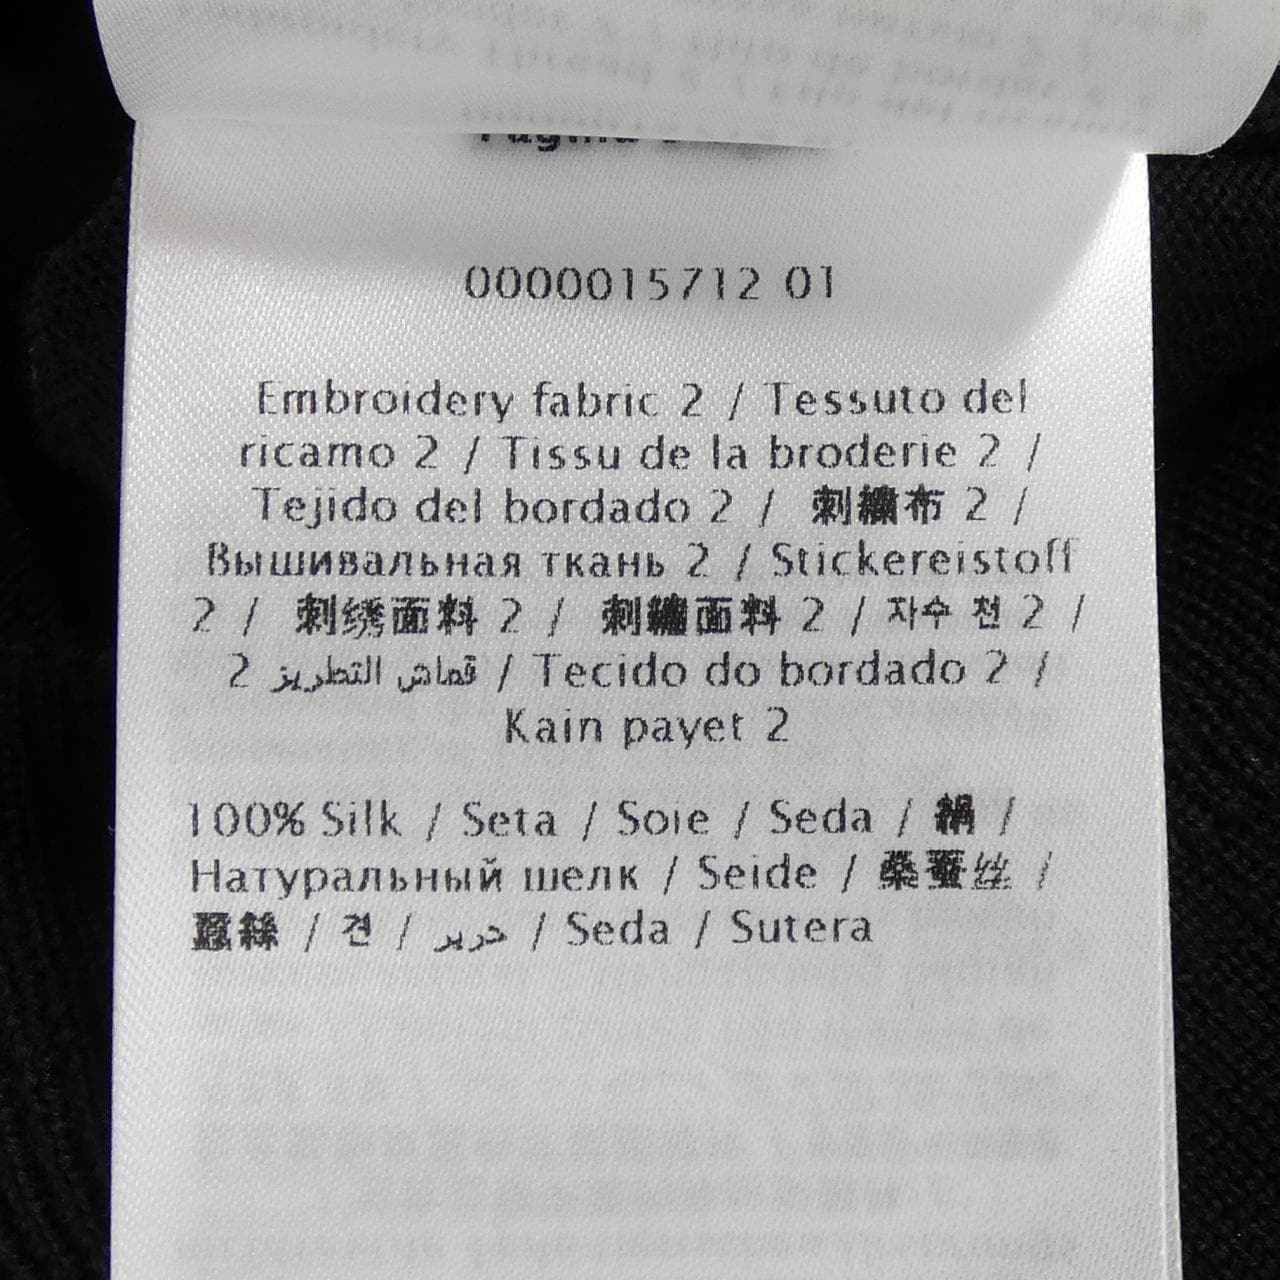 0000015712 01
Embroidery fabric 2 / Tessuto del
ricamo 2 / Tissu de la broderie 2 /
Tejido del bordado 2 / 刺繍布 2 /
Вышивальная ткань 2 / Stickereistoff
2 / 刺绣面料 2 / 刺繡面料 2 / 자수 천 2 /
2 قماش التطريز / Tecido do bordado 2 /
Kain payet 2
100% Silk / Seta / Soie / Seda / 絹 /
Натуральный шелк / Seide / 桑蚕丝 /
蠶絲 / 견 / حرير / Seda / Sutera